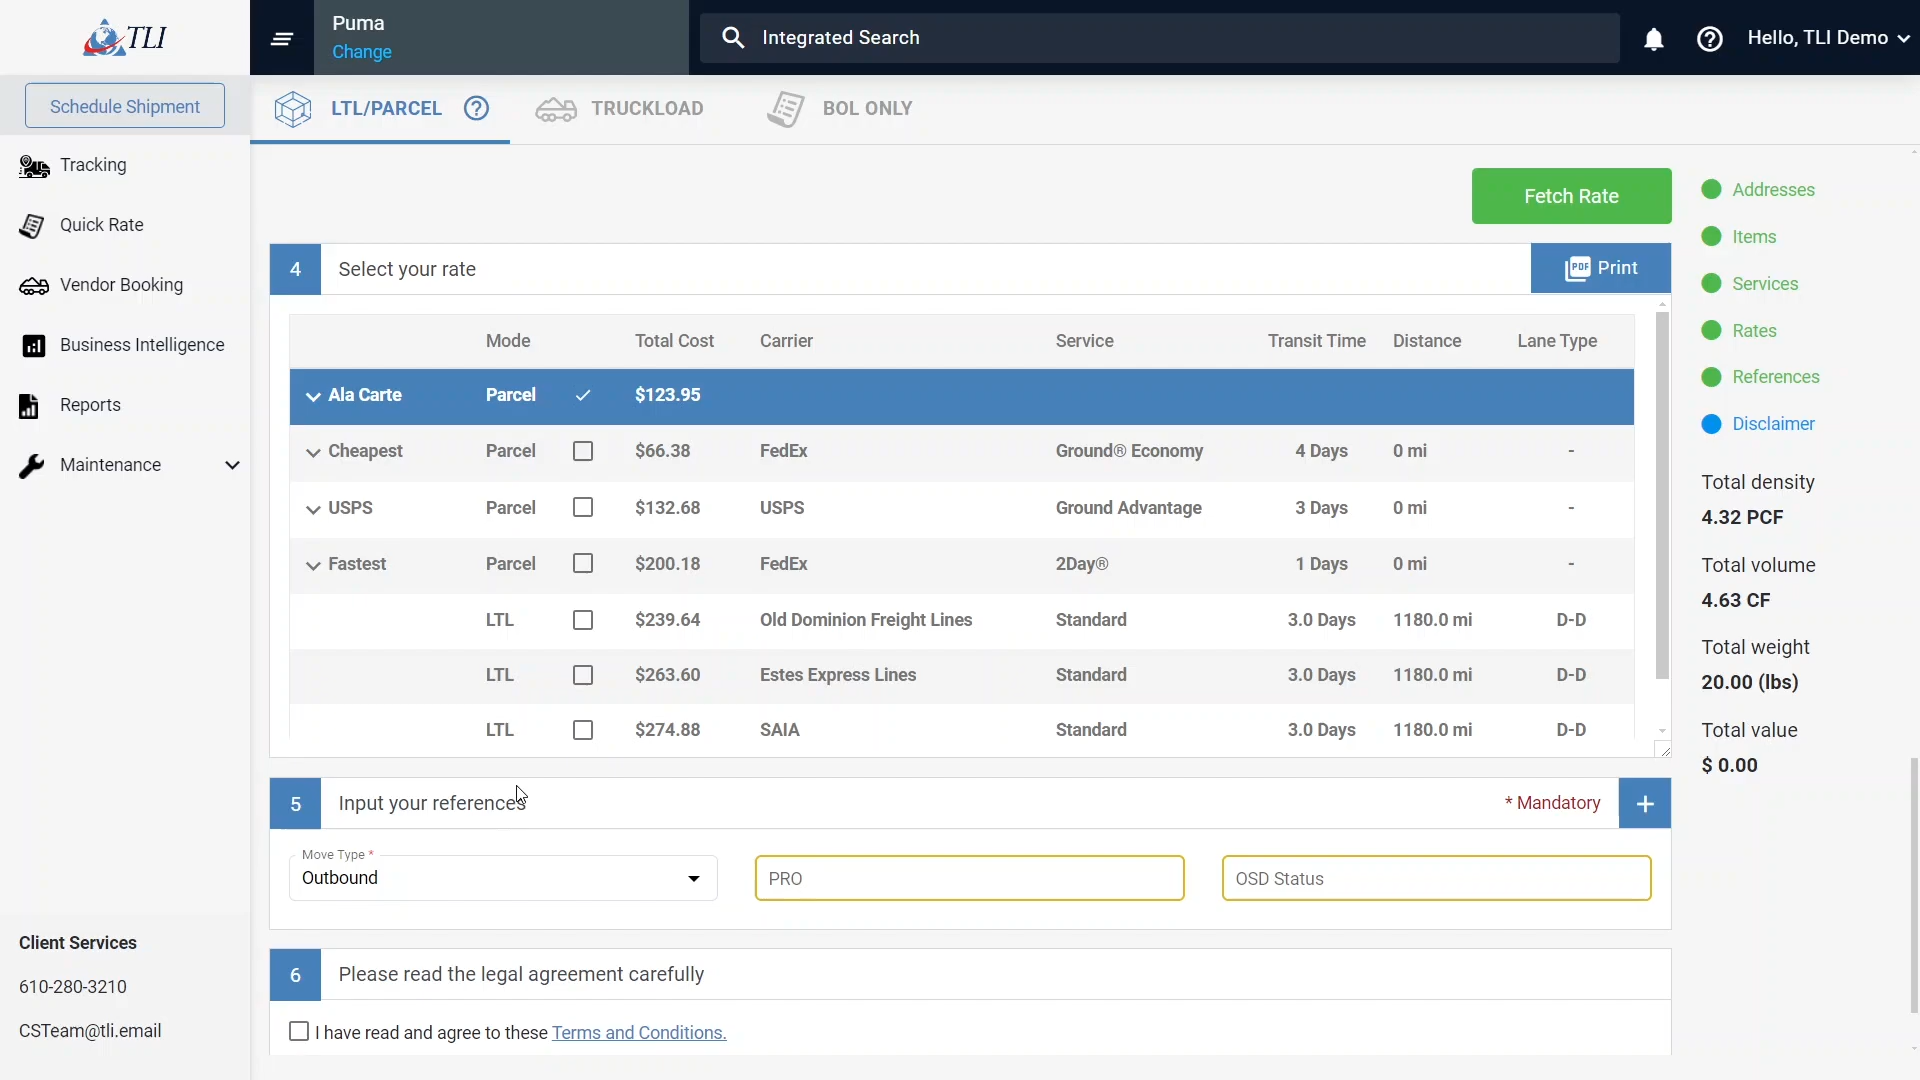 TLI
Puma
Change
Integrated Search
Hello, TLI Demo
Schedule Shipment
LTL/PARCEL
TRUCKLOAD
BOL ONLY
Tracking
Quick Rate
Vendor Booking
Business Intelligence
Reports
Maintenance
Client Services
610-280-3210
CSTeam@tli.email
Fetch Rate
4 Select your rate PDF Print
Mode Total Cost Carrier Service Transit Time Distance Lane Type
Ala Carte Parcel $123.95
Cheapest Parcel $66.38 FedEx Ground® Economy 4 Days 0 mi -
USPS Parcel $132.68 USPS Ground Advantage 3 Days 0 mi -
Fastest Parcel $200.18 FedEx 2Day® 1 Days 0 mi -
LTL $239.64 Old Dominion Freight Lines Standard 3.0 Days 1180.0 mi D-D
LTL $263.60 Estes Express Lines Standard 3.0 Days 1180.0 mi D-D
LTL $274.88 SAIA Standard 3.0 Days 1180.0 mi D-D
5 Input your references * Mandatory +
Move Type *
Outbound PRO OSD Status
6 Please read the legal agreement carefully
I have read and agree to these Terms and Conditions.
Addresses
Items
Services
Rates
References
Disclaimer
Total density
4.32 PCF
Total volume
4.63 CF
Total weight
20.00 (lbs)
Total value
$ 0.00